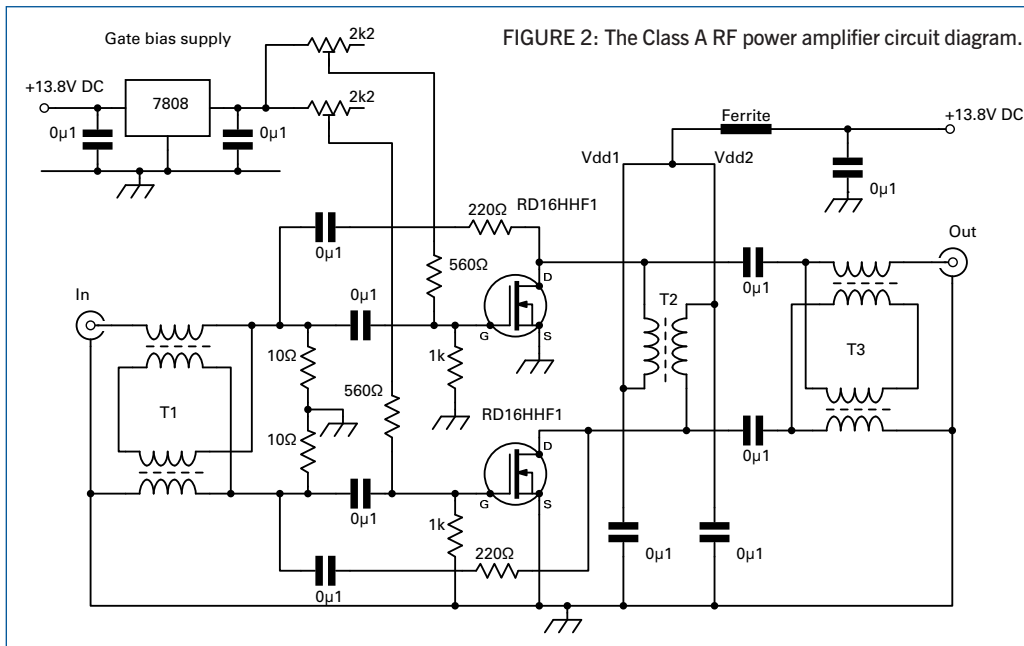 FIGURE 2: The Class A RF power amplifier circuit diagram.
Gate bias supply
2k2
+13.8V DC
7808
2k2
0µ1
0µ1
Ferrite
+13.8V DC
Vdd1
Vdd2
0µ1
220Ω
RD16HHF1
0µ1
Out
560Ω
D
0µ1
In
0µ1
T2
G
S
10Ω
1k
T3
560Ω
T1
RD16HHF1
10Ω
D
0µ1
G
S
0µ1
1k
220Ω
0µ1
0µ1
0µ1